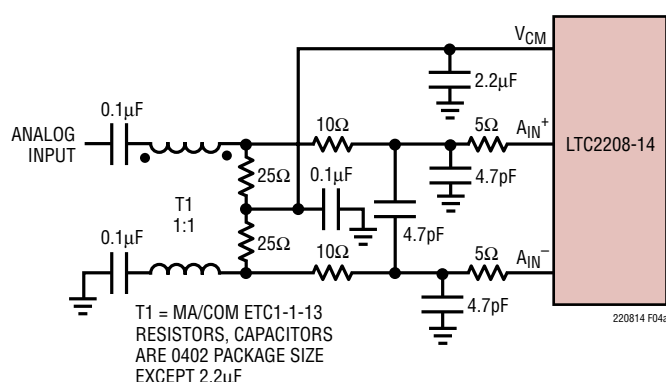 VCM
2.2µF
0.1µF
10Ω
5Ω
AIN+
LTC2208-14
ANALOG
INPUT
25Ω
0.1µF
4.7pF
T1
1:1
0.1µF
25Ω
4.7pF
10Ω
5Ω
AIN–
4.7pF
T1 = MA/COM ETC1-1-13
RESISTORS, CAPACITORS
ARE 0402 PACKAGE SIZE
EXCEPT 2.2µF
220814 F04a